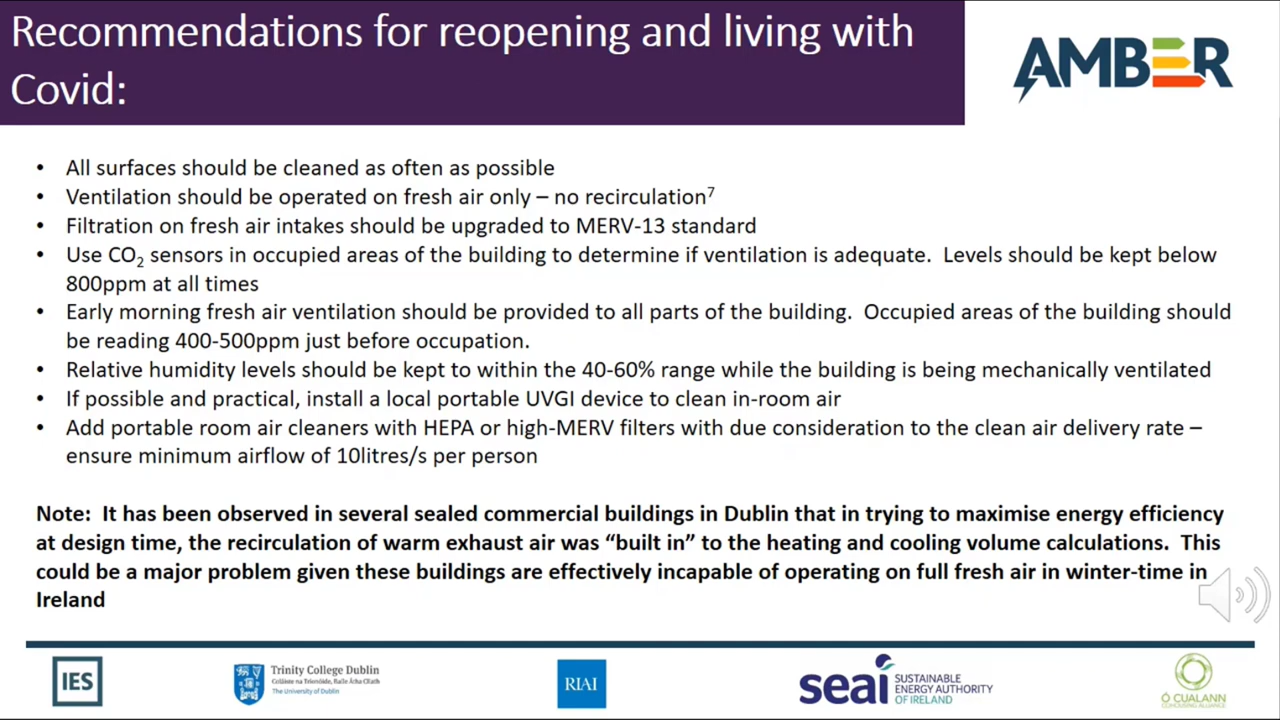 Recommendations for reopening and living with
Covid:
AMBER
• All surfaces should be cleaned as often as possible
• Ventilation should be operated on fresh air only – no recirculation⁷
• Filtration on fresh air intakes should be upgraded to MERV-13 standard
• Use CO₂ sensors in occupied areas of the building to determine if ventilation is adequate.  Levels should be kept below
800ppm at all times
• Early morning fresh air ventilation should be provided to all parts of the building.  Occupied areas of the building should
be reading 400-500ppm just before occupation.
• Relative humidity levels should be kept to within the 40-60% range while the building is being mechanically ventilated
• If possible and practical, install a local portable UVGI device to clean in-room air
• Add portable room air cleaners with HEPA or high-MERV filters with due consideration to the clean air delivery rate –
ensure minimum airflow of 10litres/s per person
Note:  It has been observed in several sealed commercial buildings in Dublin that in trying to maximise energy efficiency
at design time, the recirculation of warm exhaust air was “built in” to the heating and cooling volume calculations.  This
could be a major problem given these buildings are effectively incapable of operating on full fresh air in winter-time in
Ireland
IES
Trinity College Dublin
Coláiste na Tríonóide, Baile Átha Cliath
The University of Dublin
RIAI
seai
SUSTAINABLE
ENERGY AUTHORITY
OF IRELAND
Ó CUALANN
COHOUSING ALLIANCE